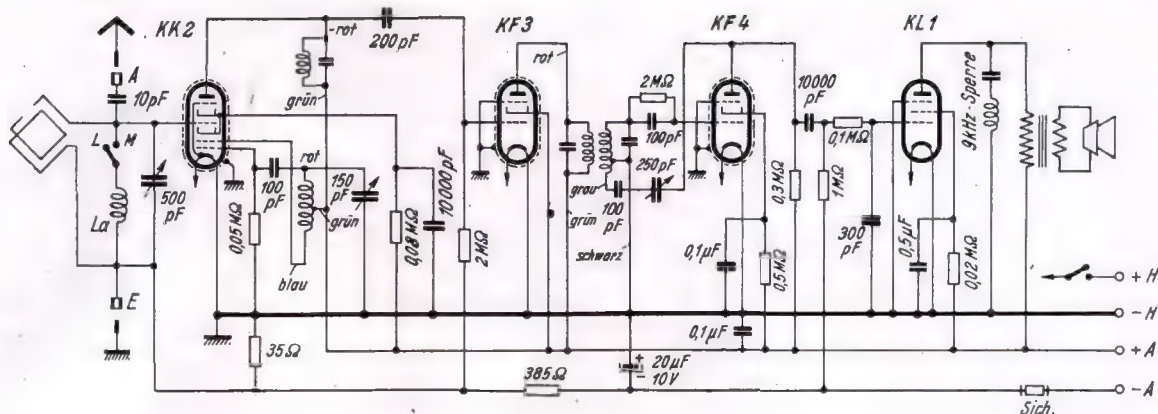 KK2
KF3
KF4
KL1
A
10pF
L
M
La
E
500
pF
-rot
grün
200pF
100
pF
rot
150
pF
0,05MΩ
grün
blau
35Ω
0,08MΩ
10000pF
2MΩ
rot
grau
100
pF
grün
schwarz
2MΩ
100pF
250pF
385Ω
20µF
10V
+
−
0,1µF
0,5MΩ
0,1µF
10000
pF
0,3MΩ
0,1MΩ
1MΩ
300
pF
0,5µF
0,02MΩ
9kHz-Sperre
+H
-H
+A
-A
Sich.